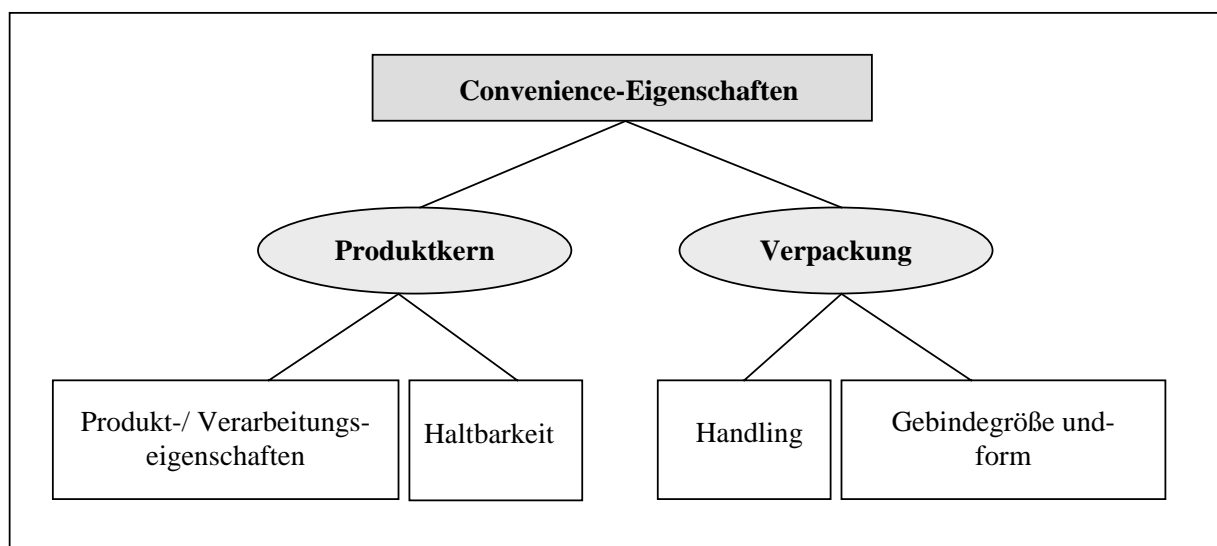 Convenience-Eigenschaften
Produktkern
Verpackung
Produkt-/ Verarbeitungs-
eigenschaften
Haltbarkeit
Handling
Gebindegröße und-
form